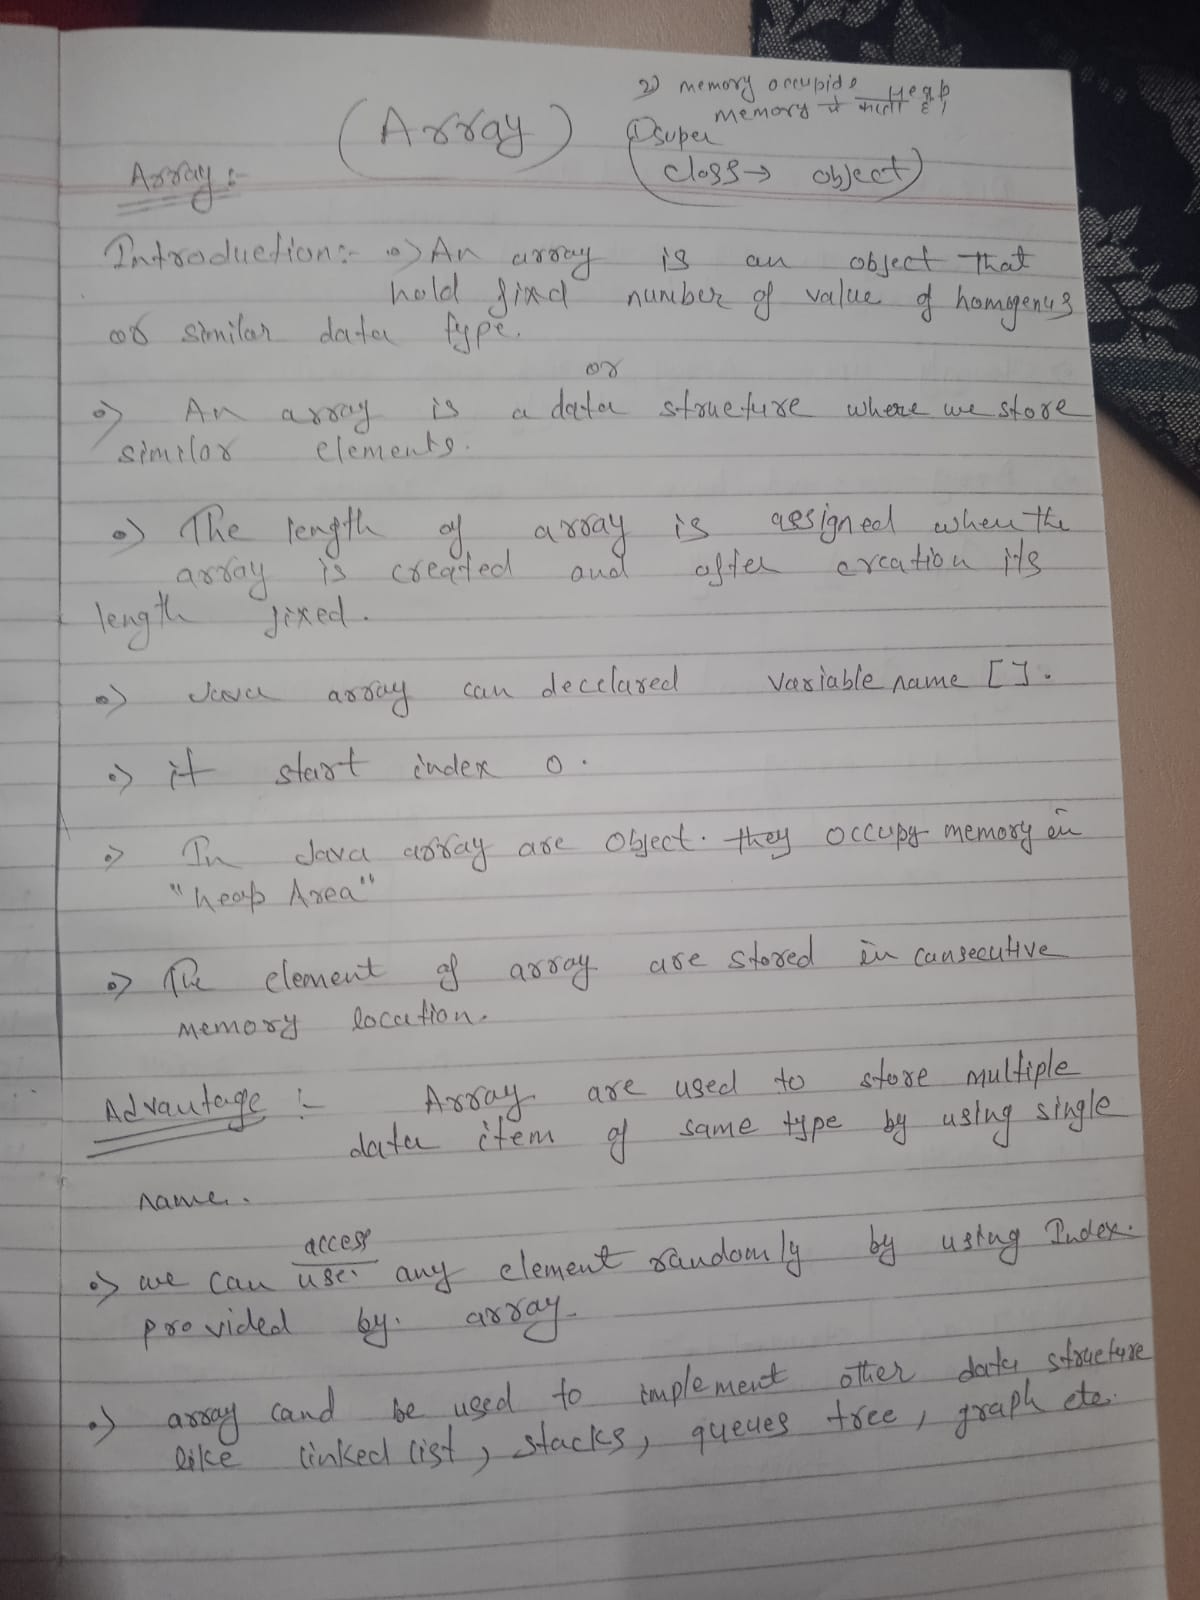 2) memory occupide Heap
memory में करता है।
(Array)
① super
class → object
Array :-
Introduction:- •> An array is an object that
hold fixd number of value of homogenus
or similar data type.
or
•> An array is a data structure where we store
similar elements.
•> The length of array is assigned when the
array is created and after creation its
length fixed.
•> Java array can decelared variable name [].
•> it start index 0.
•> In Java array are Object. they occupy memory in
"heap Area"
•> The element of array are stored in cansecutive
memory location.
Advantage :- Array are used to store multiple
data item of same type by using single
name.
access
•> we can use. any element randomly by using Index.
provided by. array.
•> array cand be used to implement other data structure
like linked list, stacks, queues tree, graph etc.